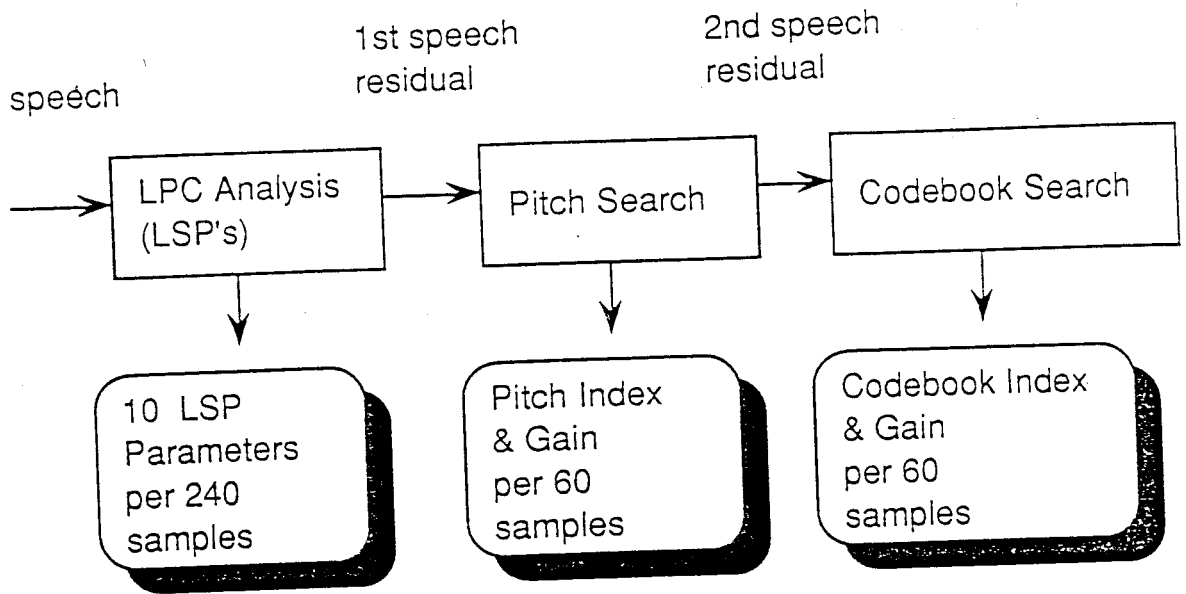 speech
1st speech
residual
2nd speech
residual
LPC Analysis
(LSP's)
Pitch Search
Codebook Search
10 LSP
Parameters
per 240
samples
Pitch Index
& Gain
per 60
samples
Codebook Index
& Gain
per 60
samples